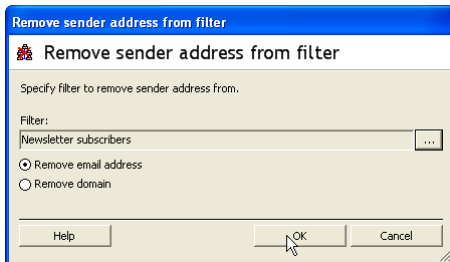 Remove sender address from filter
Remove sender address from filter
Specify filter to remove sender address from.
Filter:
Newsletter subscribers ...
Remove email address
Remove domain
Help OK Cancel